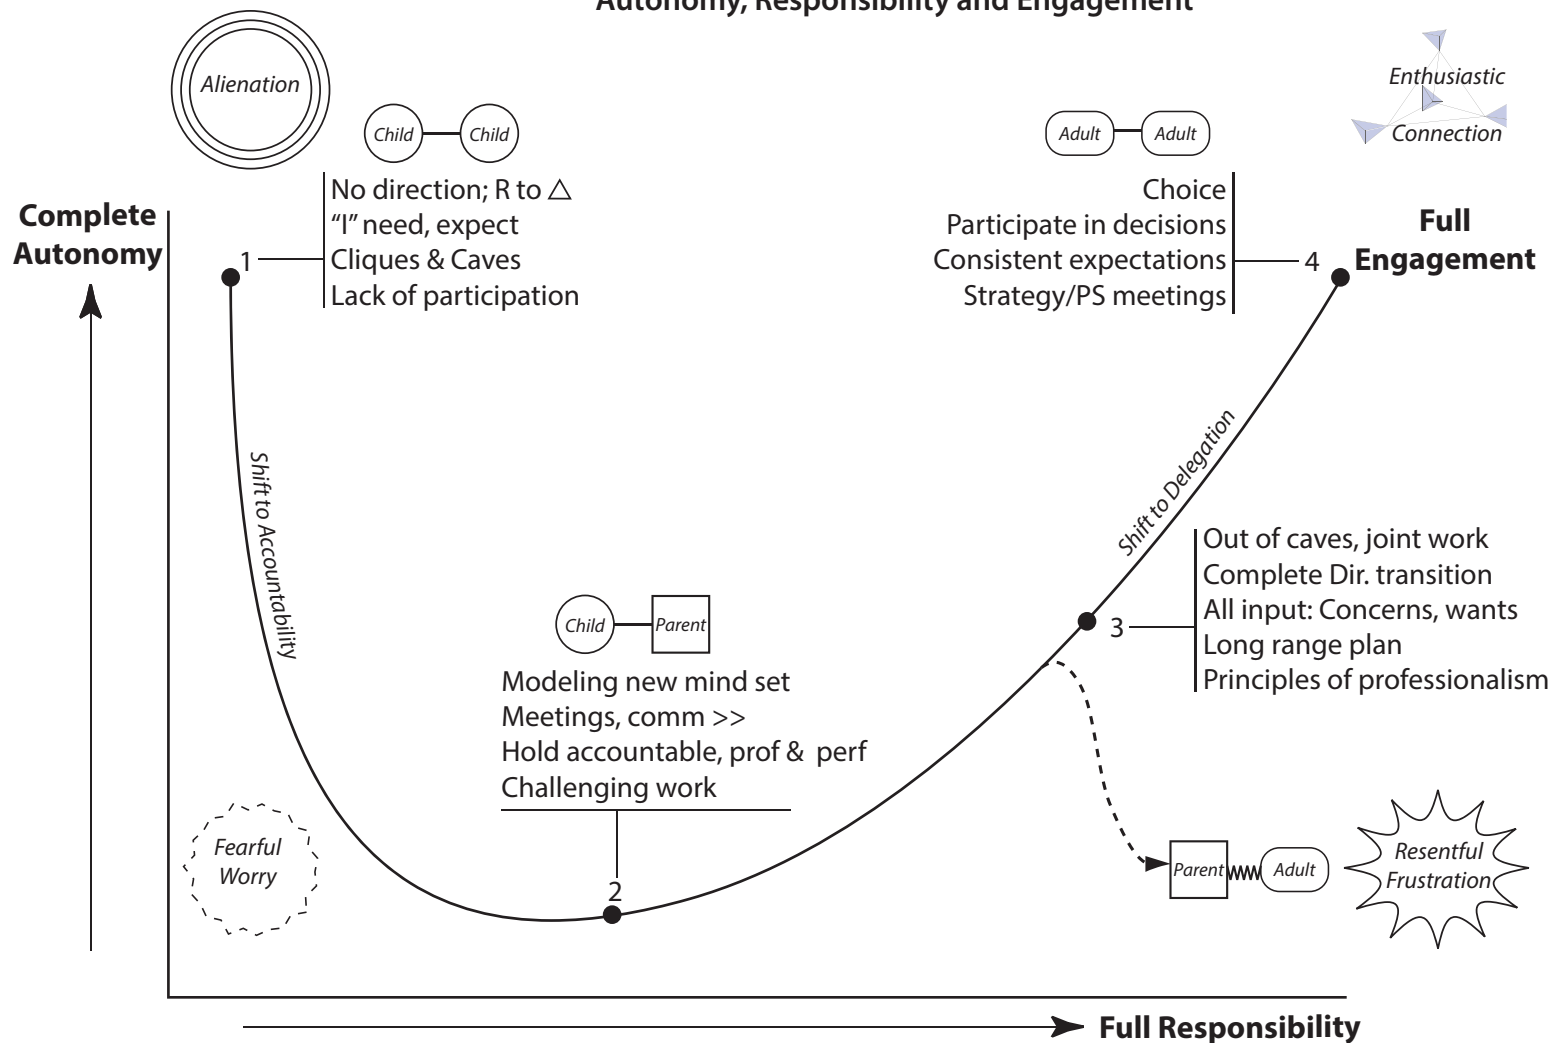 Autonomy, Responsibility and Engagement
Alienation
Child
Child
Adult
Adult
Enthusiastic
Connection
Complete
Autonomy
1
No direction; R to △
“I” need, expect
Cliques & Caves
Lack of participation
Choice
Participate in decisions
Consistent expectations
Strategy/PS meetings
4
Full
Engagement
Shift to Accountability
Shift to Delegation
3
Out of caves, joint work
Complete Dir. transition
All input: Concerns, wants
Long range plan
Principles of professionalism
Child
Parent
Modeling new mind set
Meetings, comm >>
Hold accountable, prof & perf
Challenging work
2
Fearful
Worry
Parent
Adult
Resentful
Frustration
Full Responsibility